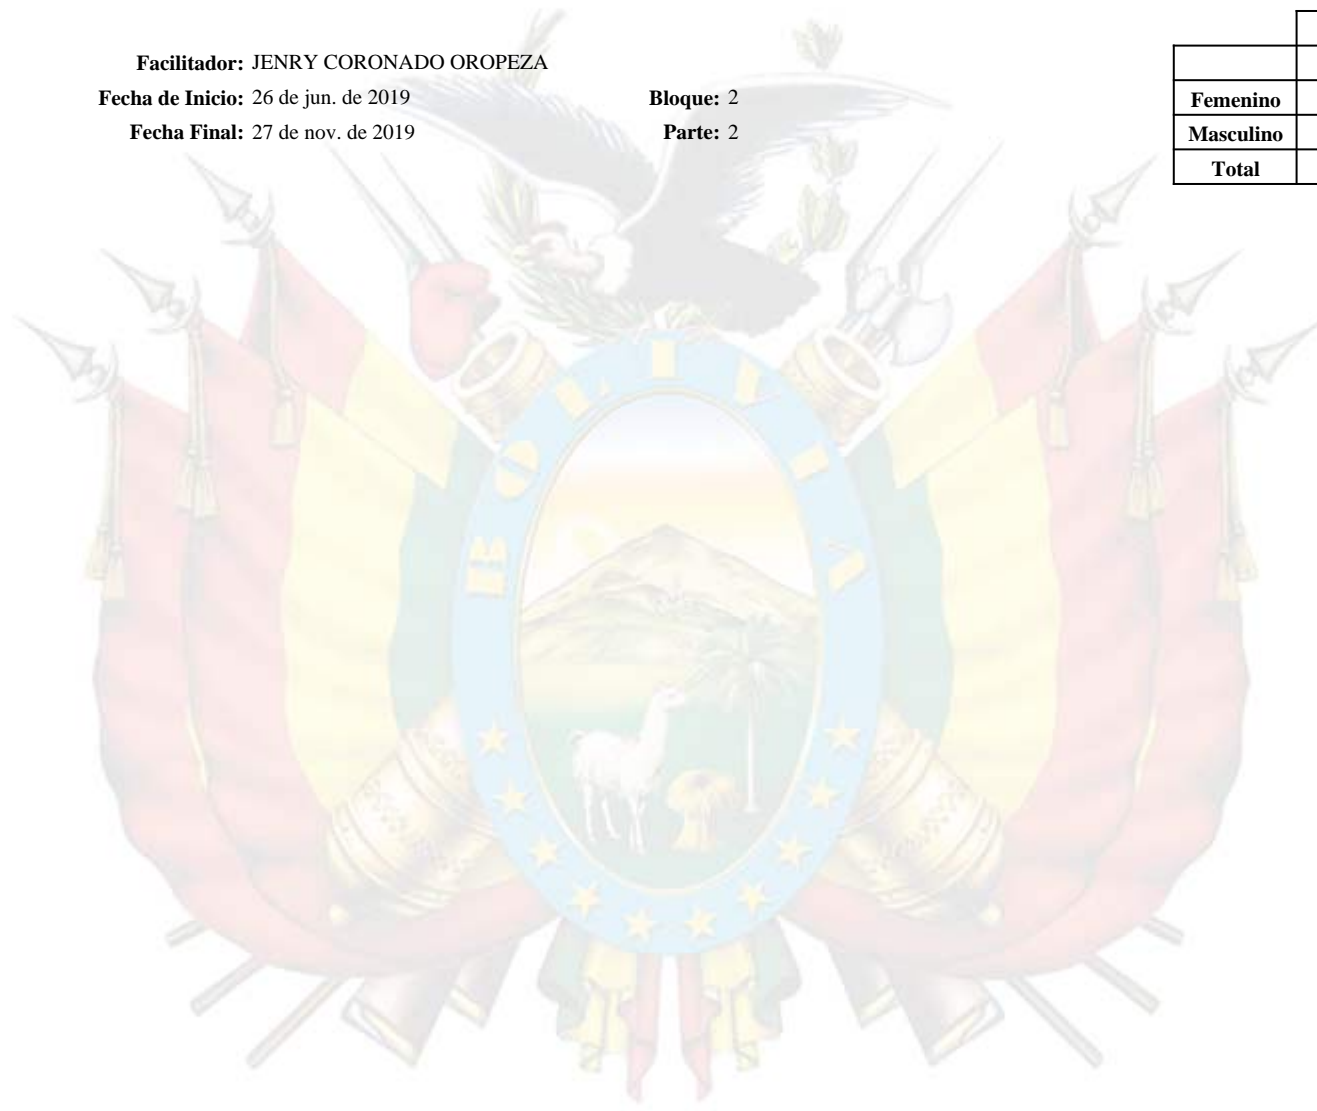 Facilitador: JENRY CORONADO OROPEZA
Fecha de Inicio: 26 de jun. de 2019 Bloque: 2
Femenino
Fecha Final: 27 de nov. de 2019 Parte: 2
Masculino
Total
BOLIVIA